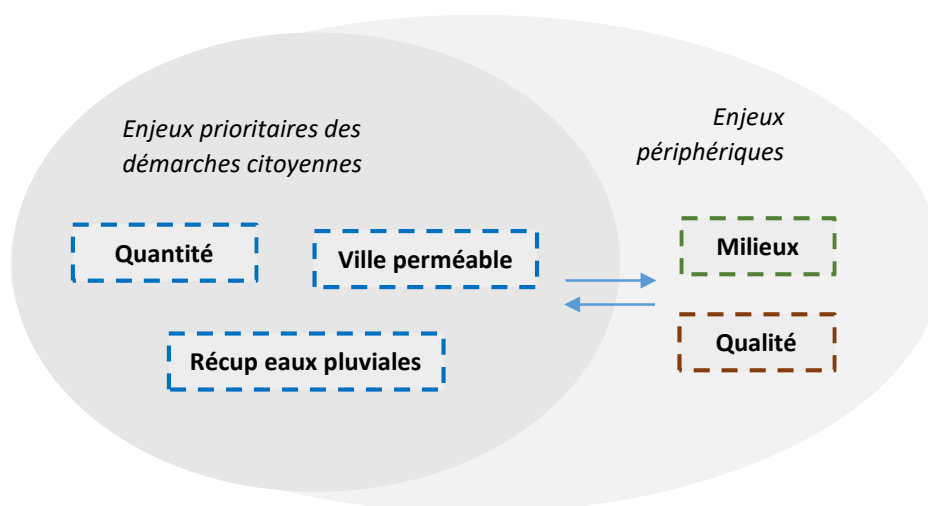 Enjeux prioritaires des
démarches citoyennes
Enjeux
périphériques
Quantité
Ville perméable
Récup eaux pluviales
Milieux
Qualité